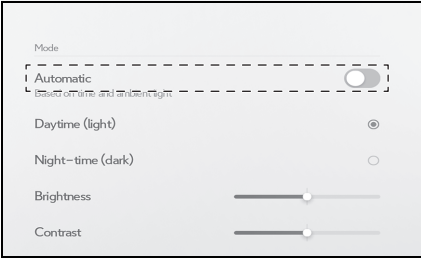 Mode
Automatic
Based on time and ambient light
Daytime (light)
Night-time (dark)
Brightness
Contrast